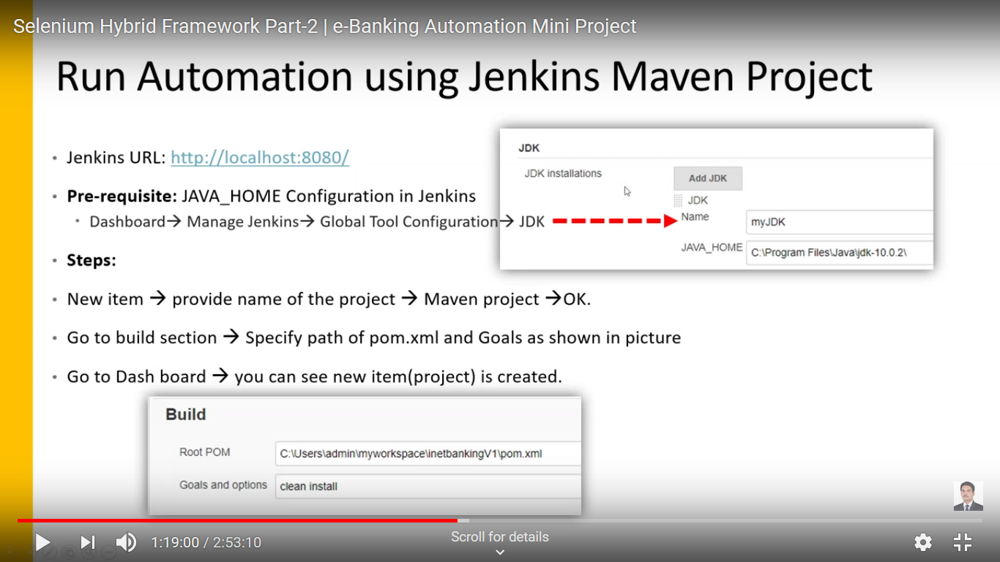 Selenium Hybrid Framework Part-2 | e-Banking Automation Mini Project
Run Automation using Jenkins Maven Project
• Jenkins URL: http://localhost:8080/
• Pre-requisite: JAVA_HOME Configuration in Jenkins
• Dashboard→ Manage Jenkins→ Global Tool Configuration→ JDK
JDK
JDK installations
Add JDK
JDK
Name
myJDK
JAVA_HOME
C:\Program Files\Java\jdk-10.0.2\
• Steps:
• New item → provide name of the project → Maven project →OK.
• Go to build section → Specify path of pom.xml and Goals as shown in picture
• Go to Dash board → you can see new item(project) is created.
Build
Root POM
C:\Users\admin\myworkspace\inetbankingV1\pom.xml
Goals and options
clean install
1:19:00 / 2:53:10
Scroll for details